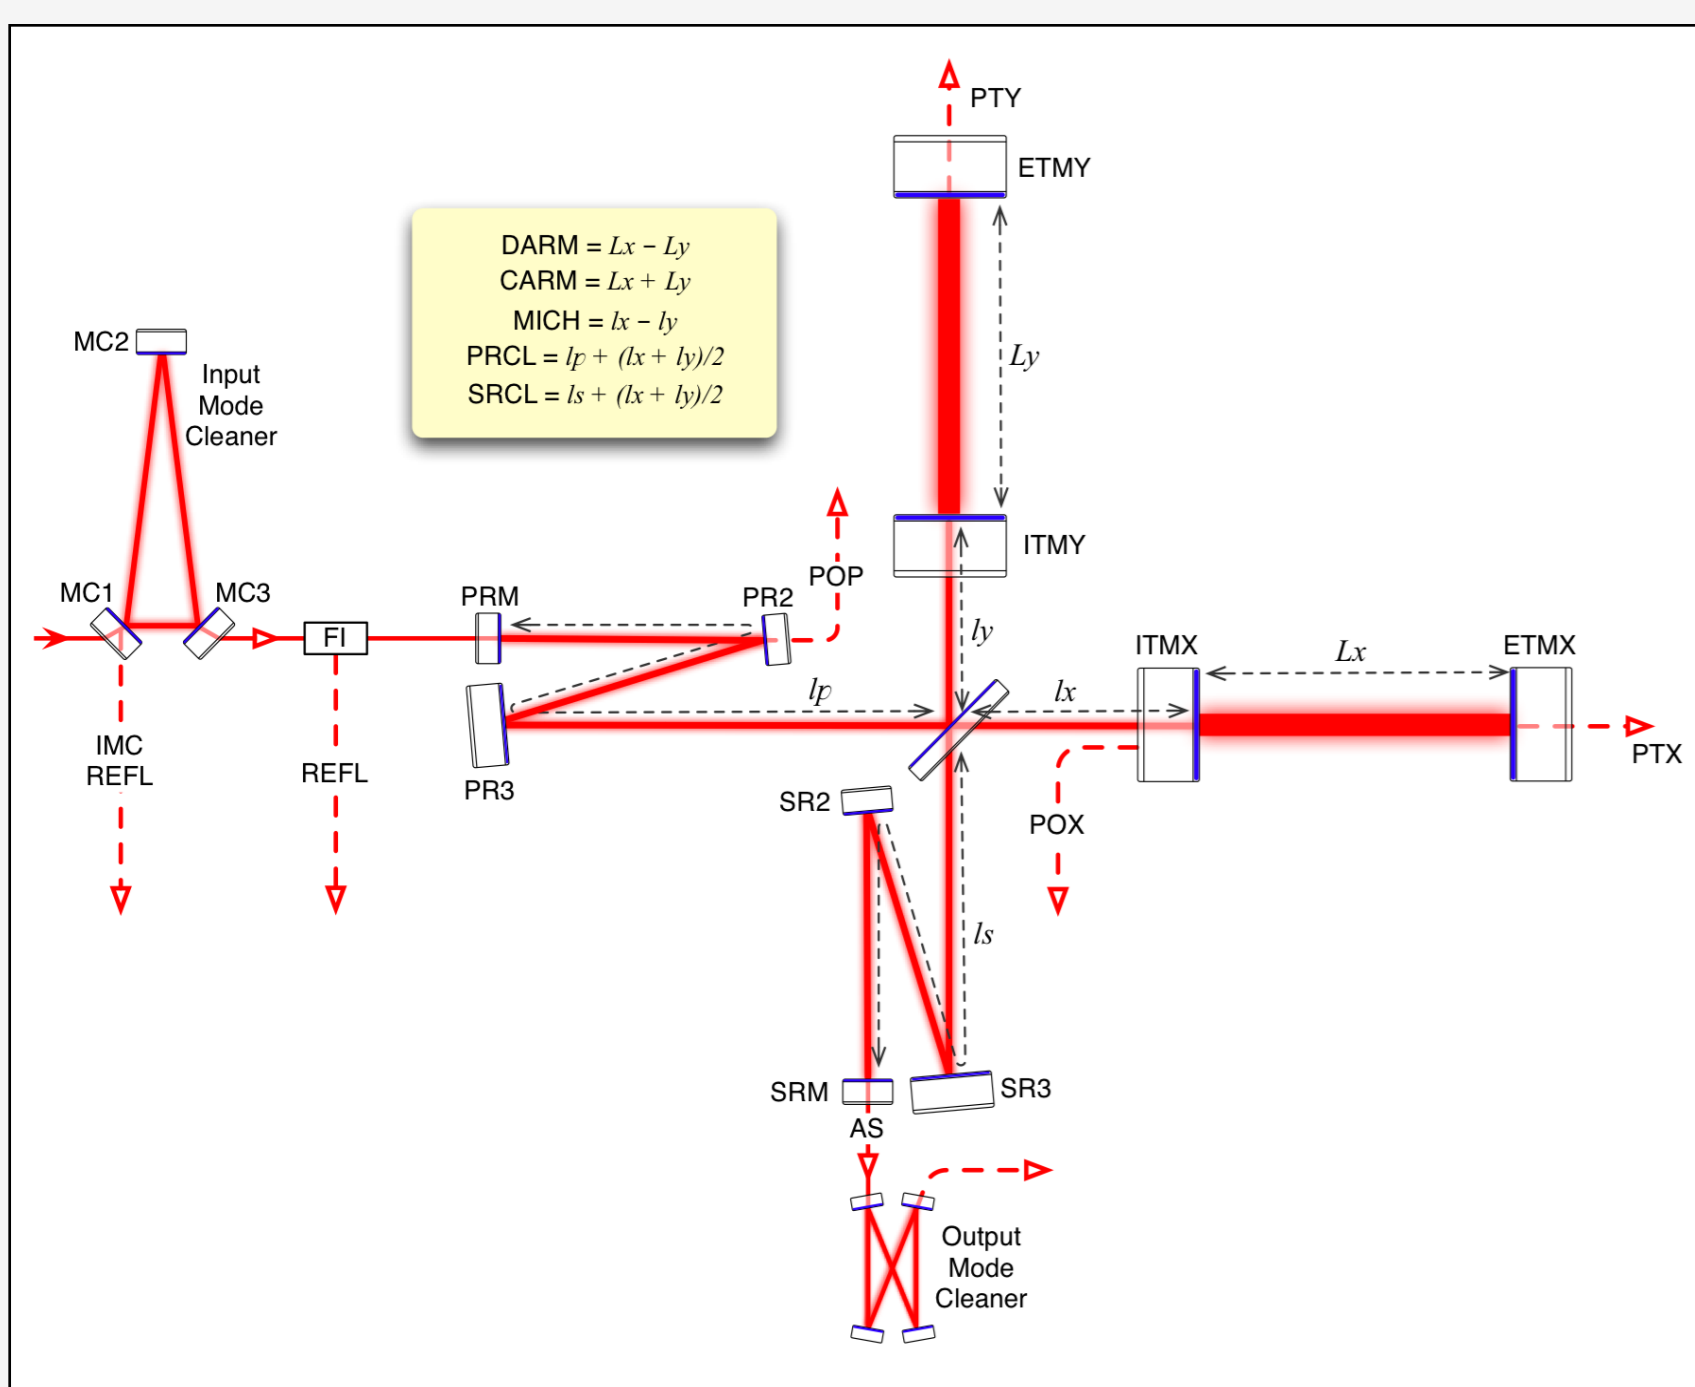 PTY
ETMY
DARM = Lx − Ly
CARM = Lx + Ly
MICH = lx − ly
PRCL = lp + (lx + ly)/2
SRCL = ls + (lx + ly)/2
MC2
Input
Mode
Cleaner
Ly
ITMY
POP
MC1
MC3
PRM
PR2
FI
ly
ITMX
Lx
ETMX
lp
lx
IMC
REFL
REFL
PR3
PTX
SR2
POX
ls
SRM
SR3
AS
Output
Mode
Cleaner